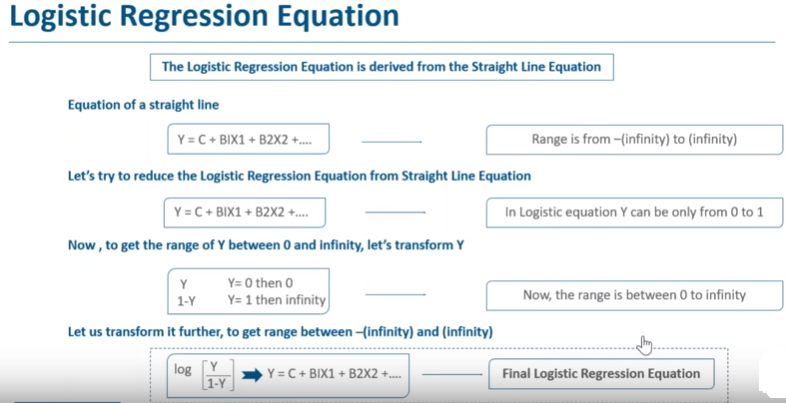 Logistic Regression Equation
The Logistic Regression Equation is derived from the Straight Line Equation
Equation of a straight line
Y = C + BIX1 + B2X2 +....
Range is from –(infinity) to (infinity)
Let's try to reduce the Logistic Regression Equation from Straight Line Equation
Y = C + BIX1 + B2X2 +....
In Logistic equation Y can be only from 0 to 1
Now , to get the range of Y between 0 and infinity, let's transform Y
Y Y= 0 then 0
1-Y Y= 1 then infinity
Now, the range is between 0 to infinity
Let us transform it further, to get range between –(infinity) and (infinity)
log [Y
1-Y] Y = C + BIX1 + B2X2 +....
Final Logistic Regression Equation